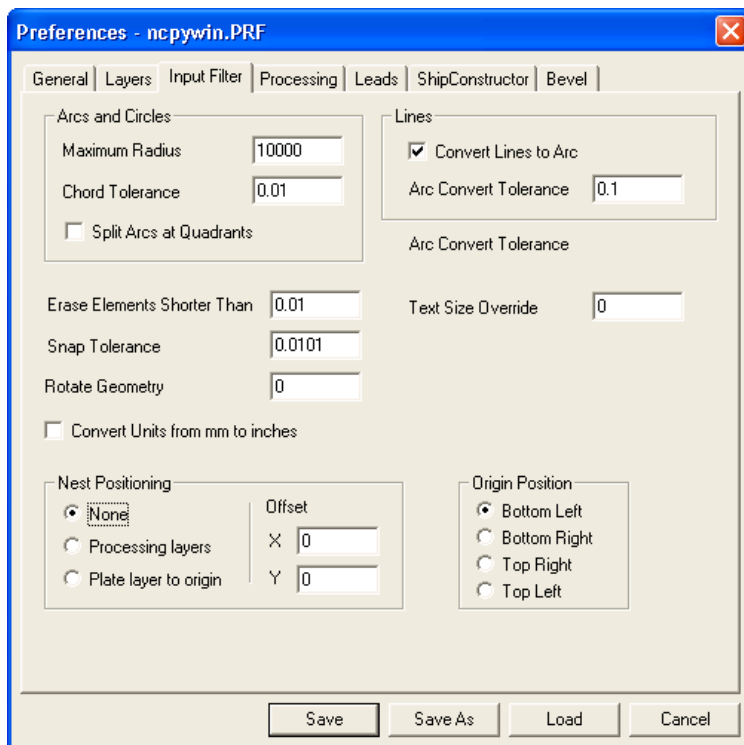 Preferences - ncpywin.PRF
General Layers Input Filter Processing Leads ShipConstructor Bevel
Arcs and Circles
Maximum Radius 10000
Chord Tolerance 0.01
Split Arcs at Quadrants
Lines
Convert Lines to Arc
Arc Convert Tolerance 0.1
Arc Convert Tolerance
Erase Elements Shorter Than 0.01
Text Size Override 0
Snap Tolerance 0.0101
Rotate Geometry 0
Convert Units from mm to inches
Nest Positioning
None
Processing layers
Plate layer to origin
Offset
X 0
Y 0
Origin Position
Bottom Left
Bottom Right
Top Right
Top Left
Save Save As Load Cancel